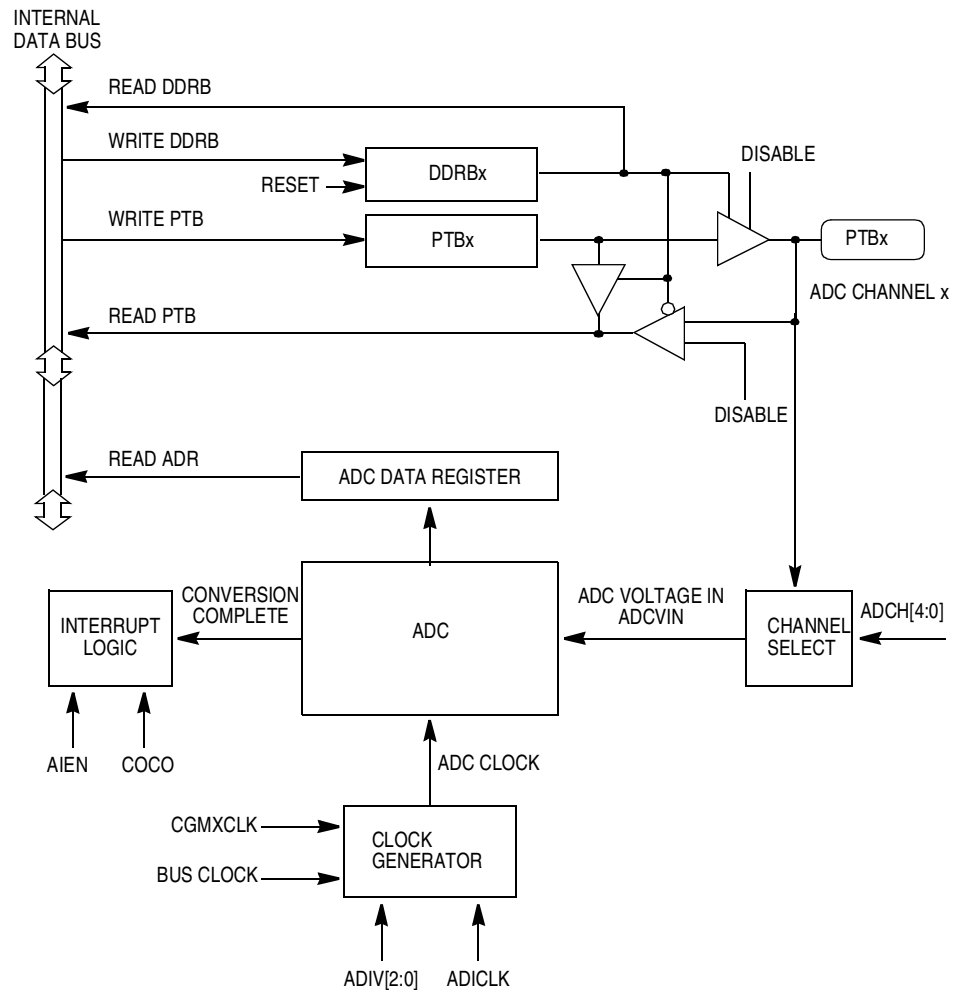 INTERNAL
DATA BUS
READ DDRB
WRITE DDRB
DISABLE
DDRBx
RESET
WRITE PTB
PTBx
PTBx
ADC CHANNEL x
READ PTB
DISABLE
READ ADR
ADC DATA REGISTER
CONVERSION
COMPLETE
ADC VOLTAGE IN
ADCVIN
INTERRUPT
LOGIC
ADC
CHANNEL
SELECT
ADCH[4:0]
AIEN
COCO
ADC CLOCK
CGMXCLK
CLOCK
GENERATOR
BUS CLOCK
ADIV[2:0]
ADICLK